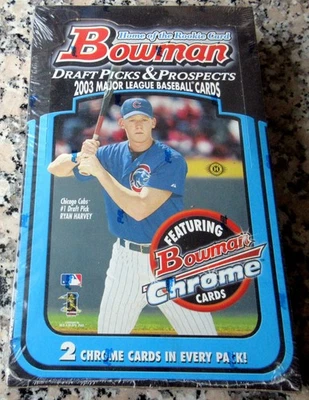 Home of the Rookie Card
Bowman
DRAFT PICKS & PROSPECTS
2003 MAJOR LEAGUE BASEBALL CARDS
Chicago Cubs
#1 Draft Pick
RYAN HARVEY
H
FEATURING
Bowman
Chrome
CARDS
2 CHROME CARDS IN EVERY PACK!